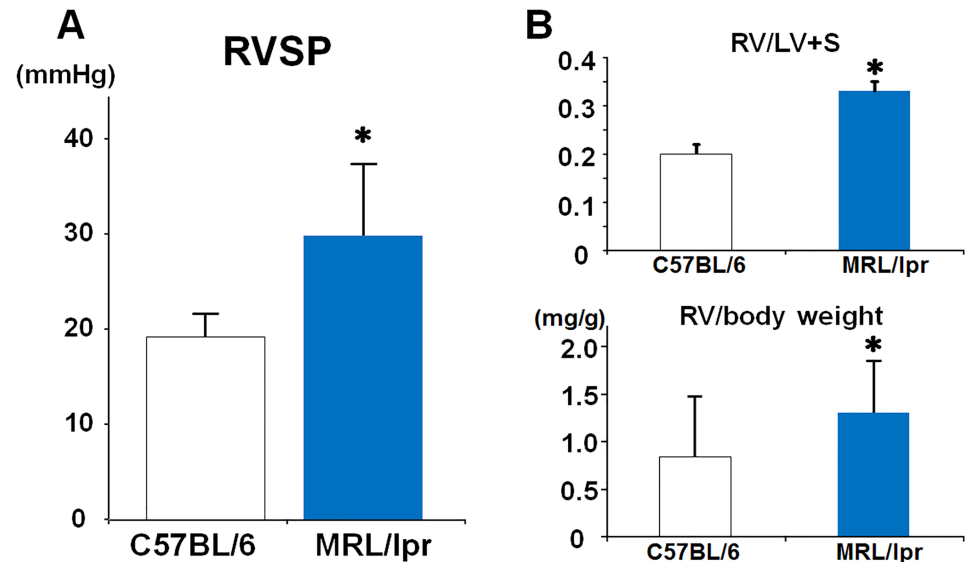 A
RVSP
(mmHg)
40
30
20
10
0
C57BL/6 MRL/lpr
*
B
RV/LV+S
0.4
0.3
0.2
0.1
0
C57BL/6 MRL/lpr
*
(mg/g) RV/body weight
2.0
1.5
1.0
0.5
0
C57BL/6 MRL/lpr
*